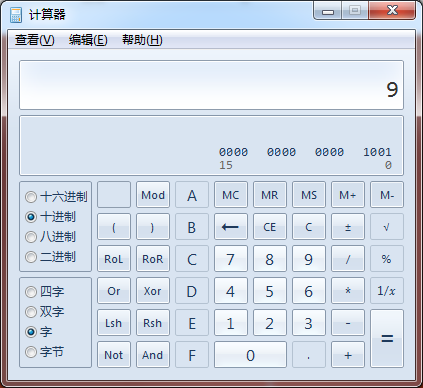 计算器
查看(V) 编辑(E) 帮助(H)
9
0000 0000 0000 1001
15 0
十六进制
十进制
八进制
二进制
四字
双字
字
字节
Mod A MC MR MS M+ M-
( ) B ← CE C ± √
RoL RoR C 7 8 9 / %
Or Xor D 4 5 6 * 1/x
Lsh Rsh E 1 2 3 - =
Not And F 0 . +